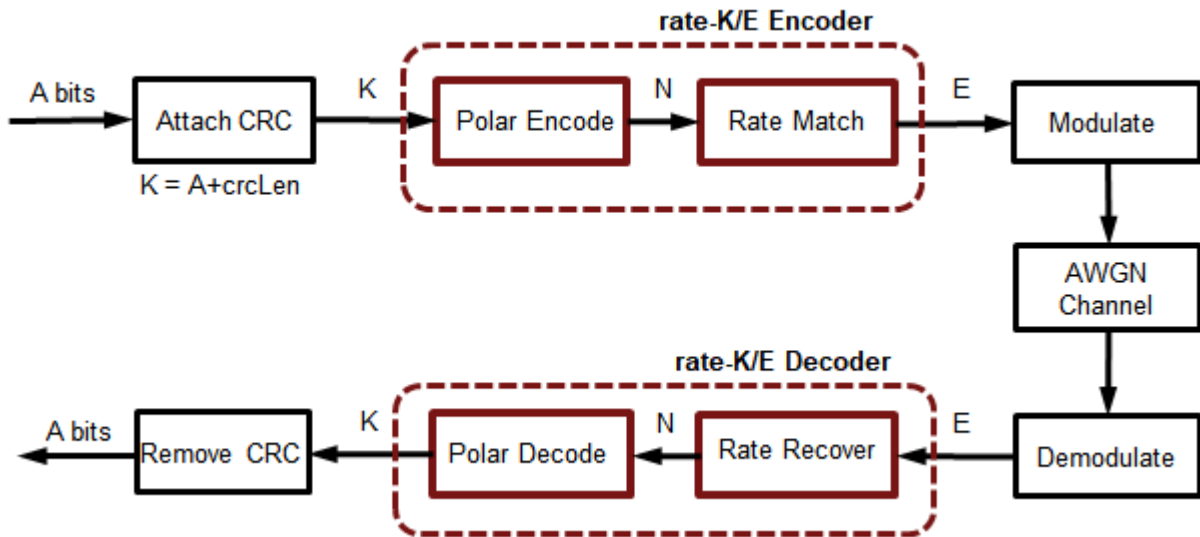 rate-K/E Encoder
A bits
Attach CRC
K
Polar Encode
N
Rate Match
E
Modulate
K = A+crcLen
AWGN
Channel
rate-K/E Decoder
A bits
Remove CRC
K
Polar Decode
N
Rate Recover
E
Demodulate